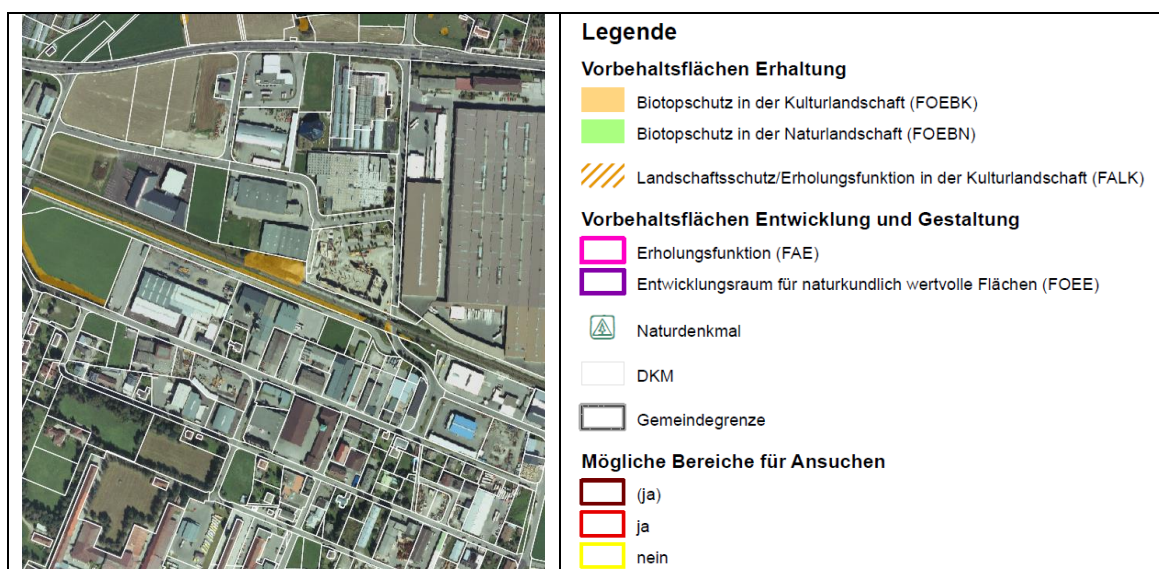 Legende
Vorbehaltsflächen Erhaltung
Biotopschutz in der Kulturlandschaft (FOEBK)
Biotopschutz in der Naturlandschaft (FOEBN)
Landschaftsschutz/Erholungsfunktion in der Kulturlandschaft (FALK)
Vorbehaltsflächen Entwicklung und Gestaltung
Erholungsfunktion (FAE)
Entwicklungsraum für naturkundlich wertvolle Flächen (FOEE)
Naturdenkmal
DKM
Gemeindegrenze
Mögliche Bereiche für Ansuchen
(ja)
ja
nein